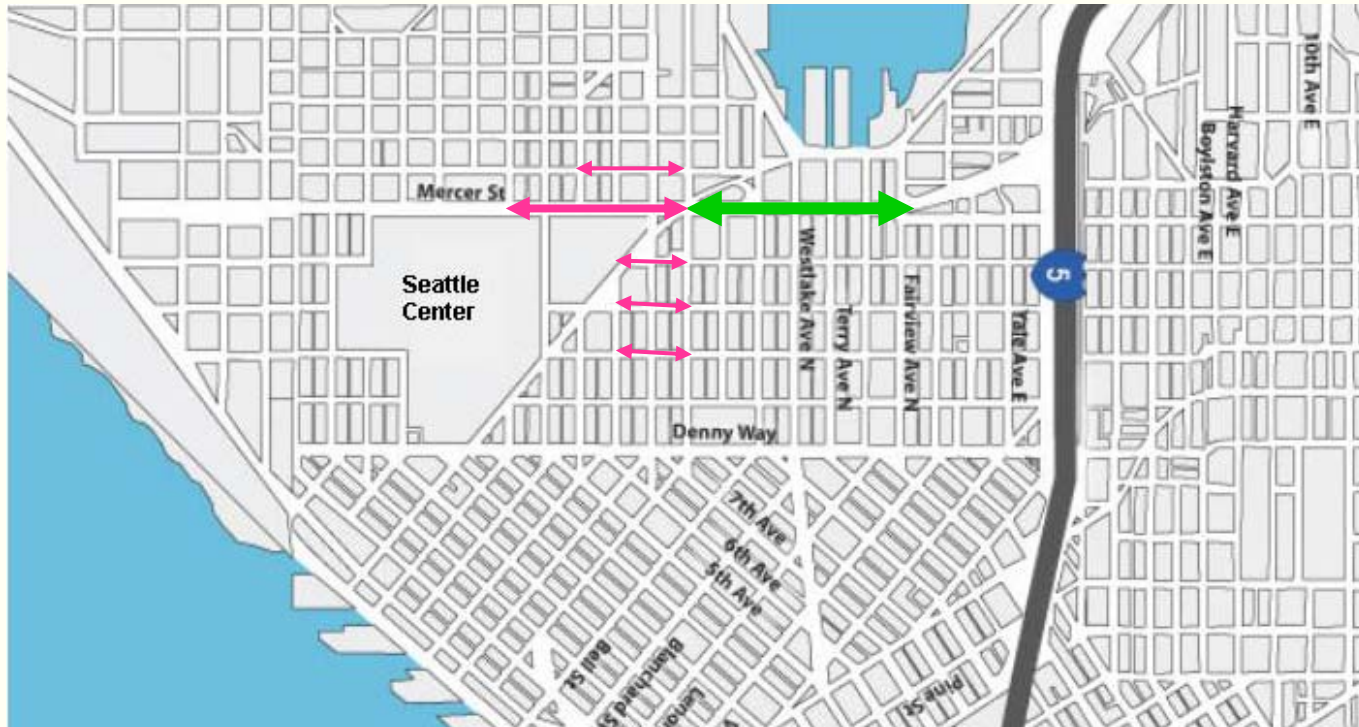 10th Ave E
Harvard Ave E
Boylston Ave E
Mercer St
Seattle
Center
5
Westlake Ave N
Terry Ave N
Fairview Ave N
Yale Ave E
Denny Way
7th Ave
6th Ave
5th Ave
Bell St
Blanchard St
Pine St